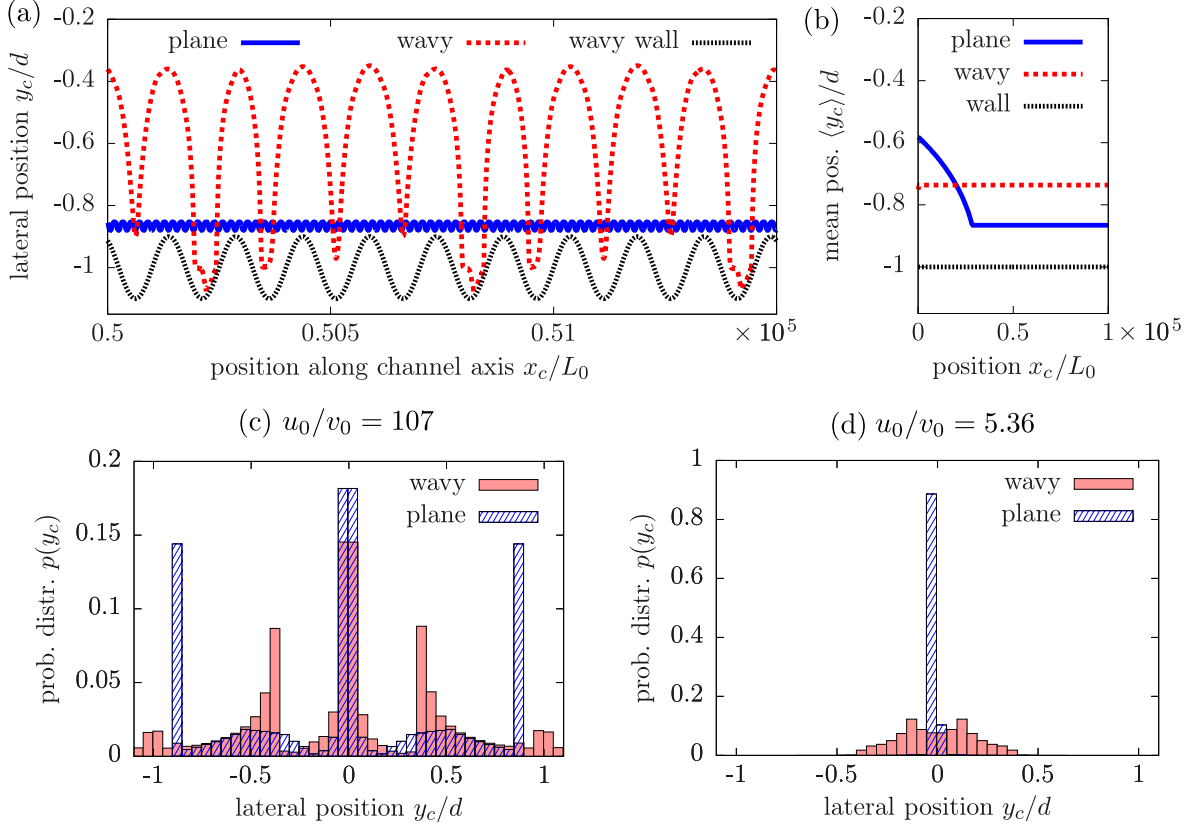 (a)
plane
wavy
wavy wall
-0.2
-0.4
-0.6
-0.8
-1
lateral position y_c/d
0.5
0.505
0.51
× 10^5
position along channel axis x_c/L_0
(b)
plane
wavy
wall
-0.2
-0.4
-0.6
-0.8
-1
mean pos. ⟨y_c⟩/d
0
0.5
1 × 10^5
position x_c/L_0
(c) u_0/v_0 = 107
wavy
plane
0.2
0.15
0.1
0.05
0
prob. distr. p(y_c)
-1
-0.5
0
0.5
1
lateral position y_c/d
(d) u_0/v_0 = 5.36
wavy
plane
1
0.8
0.6
0.4
0.2
0
prob. distr. p(y_c)
-1
-0.5
0
0.5
1
lateral position y_c/d